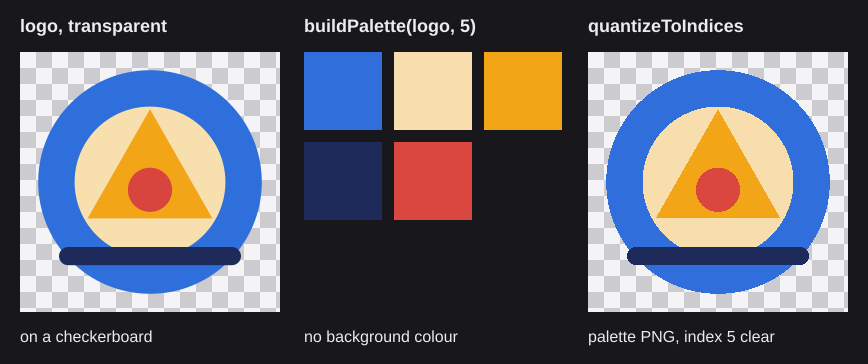 logo, transparent
buildPalette(logo, 5)
quantizeToIndices
on a checkerboard
no background colour
palette PNG, index 5 clear